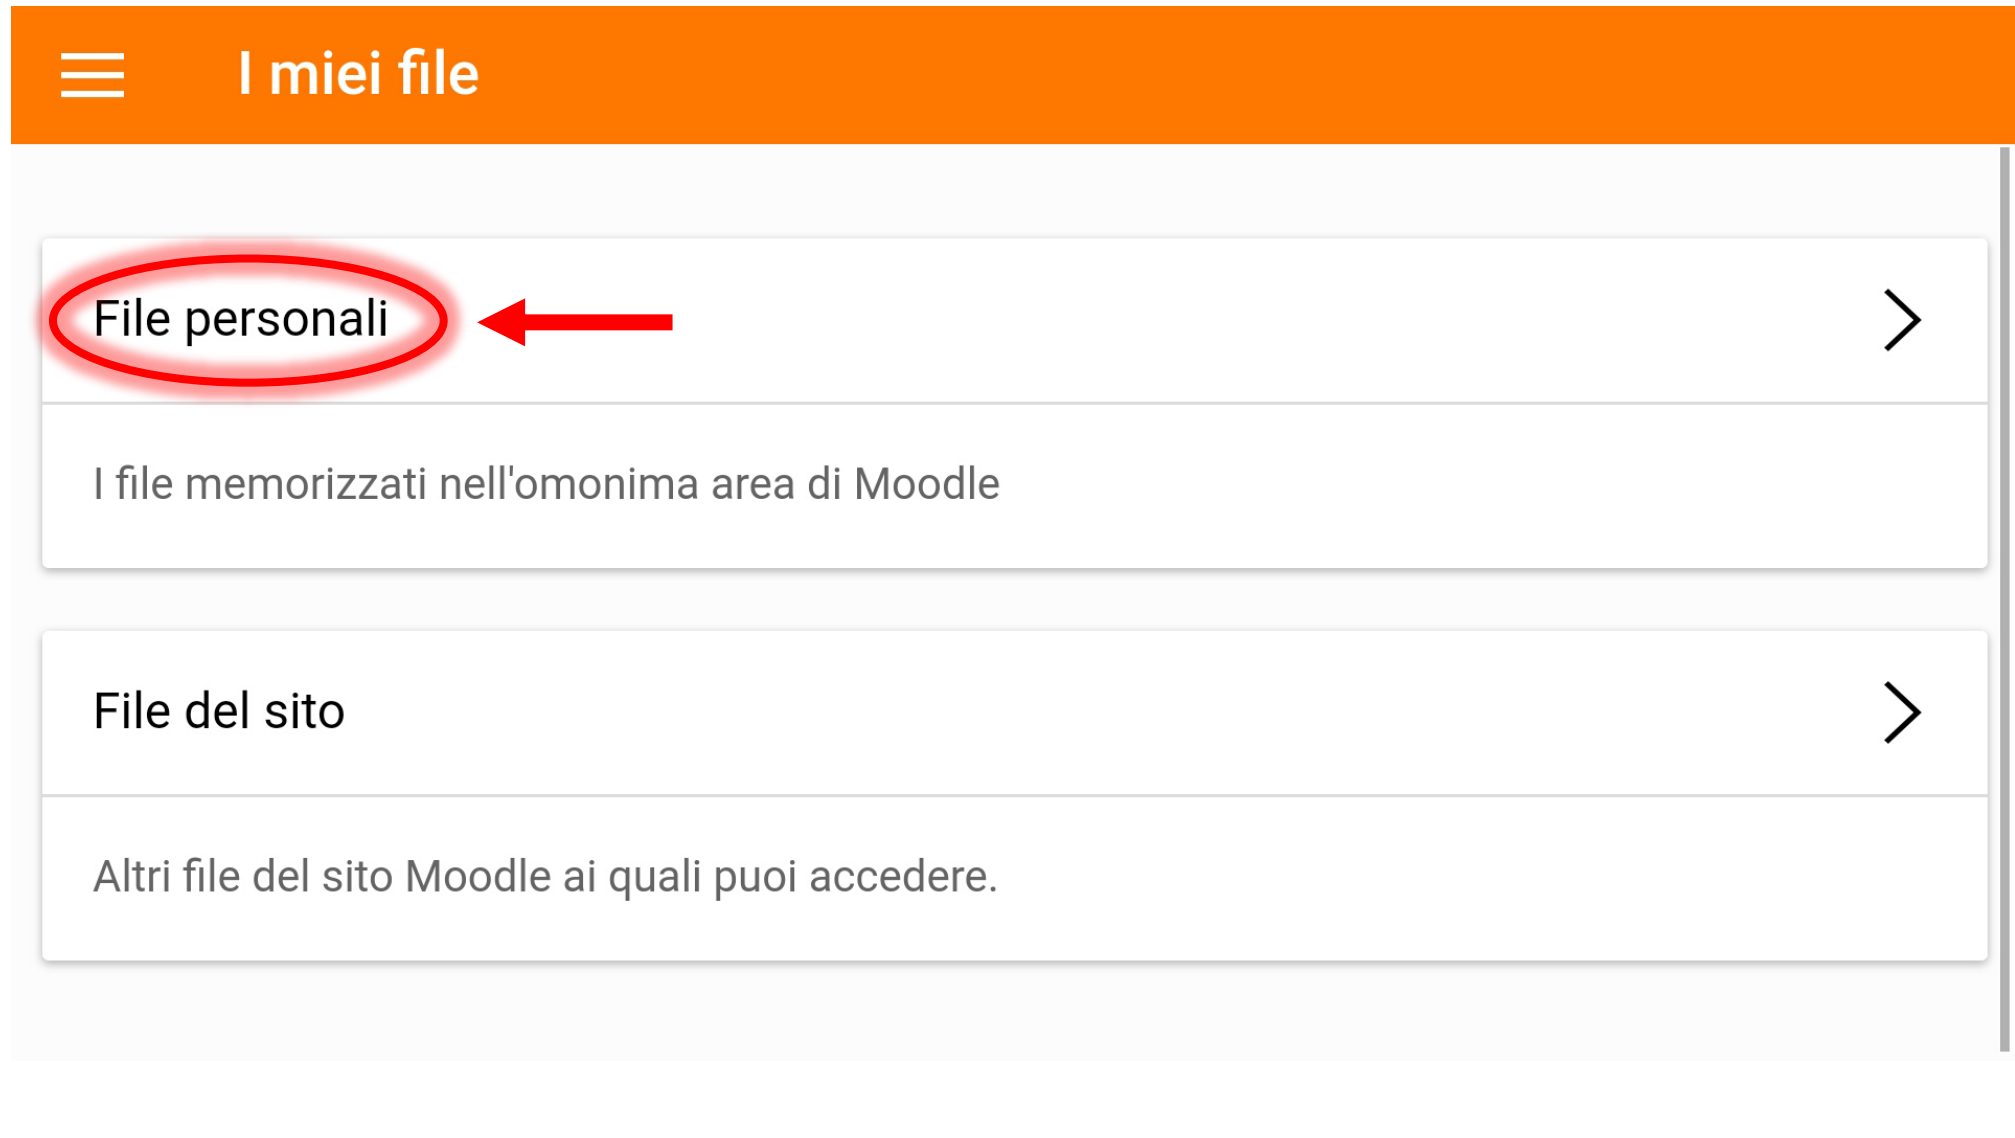 I miei file
File personali
I file memorizzati nell'omonima area di Moodle
File del sito
Altri file del sito Moodle ai quali puoi accedere.